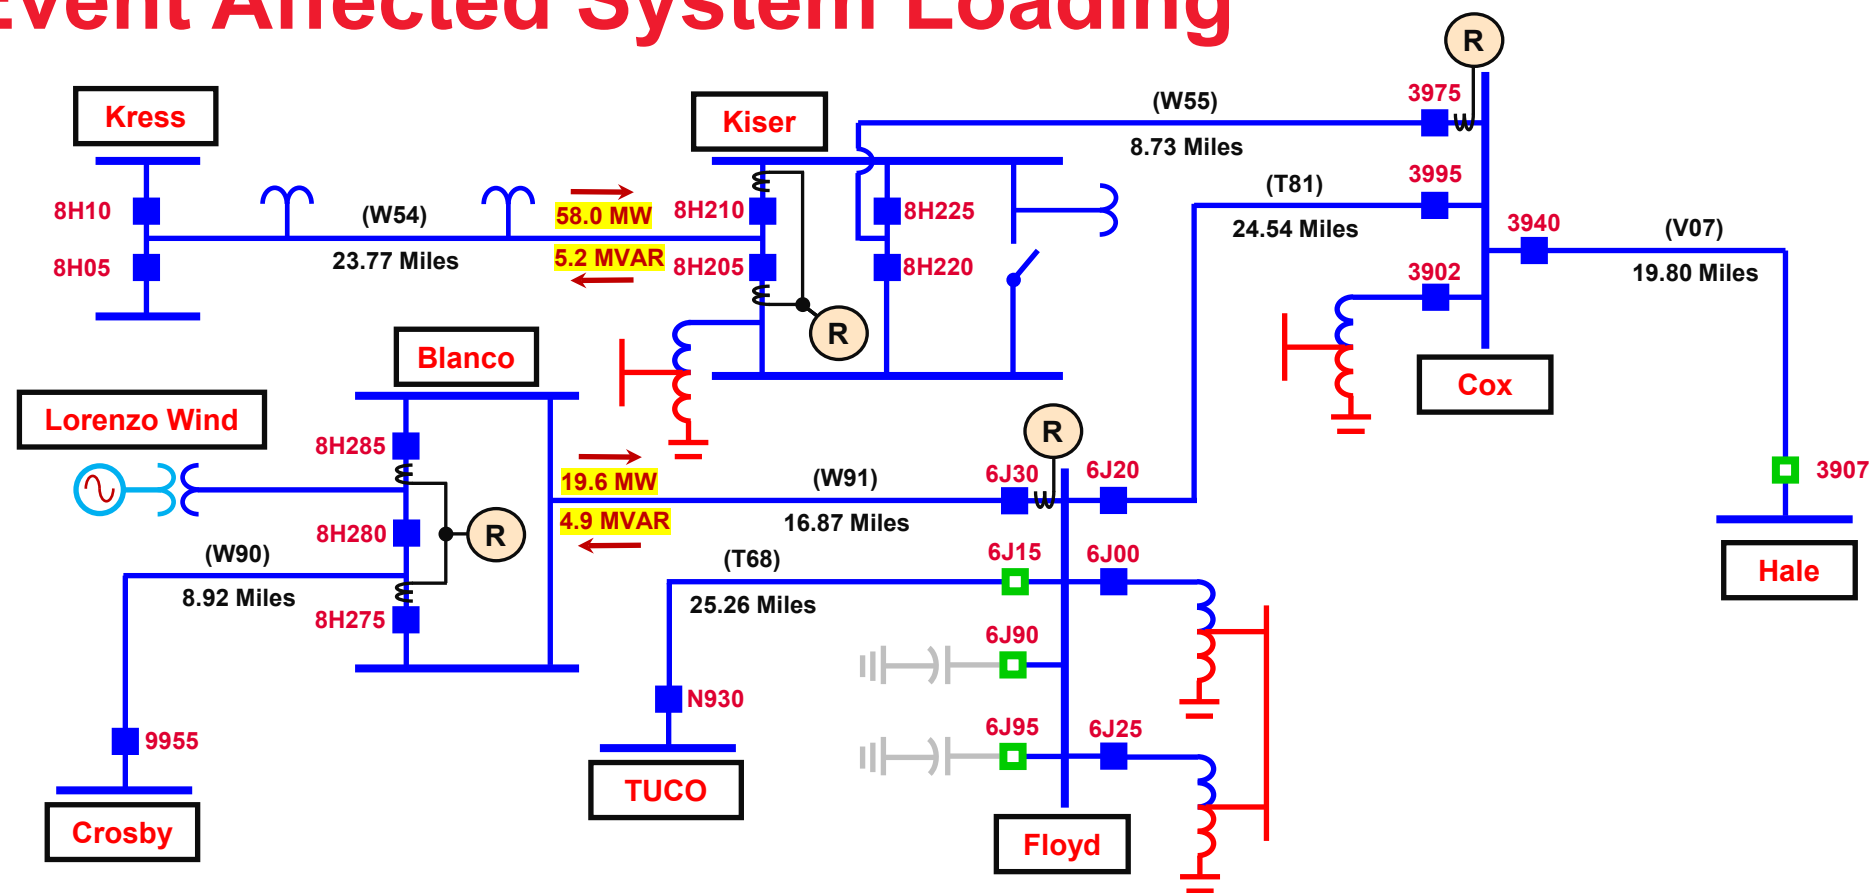 Event Affected System Loading
R
Kress
Kiser
(W55)
3975
8.73 Miles
8H10
(W54)
58.0 MW
8H210
8H225
(T81)
3995
24.54 Miles
3940
(V07)
8H05
23.77 Miles
5.2 MVAR
8H205
8H220
3902
19.80 Miles
R
Blanco
Cox
Lorenzo Wind
8H285
R
19.6 MW
(W91)
6J30
6J20
3907
4.9 MVAR
16.87 Miles
8H280
R
(W90)
(T68)
6J15
6J00
Hale
8.92 Miles
25.26 Miles
8H275
6J90
N930
9955
6J95
6J25
TUCO
Crosby
Floyd